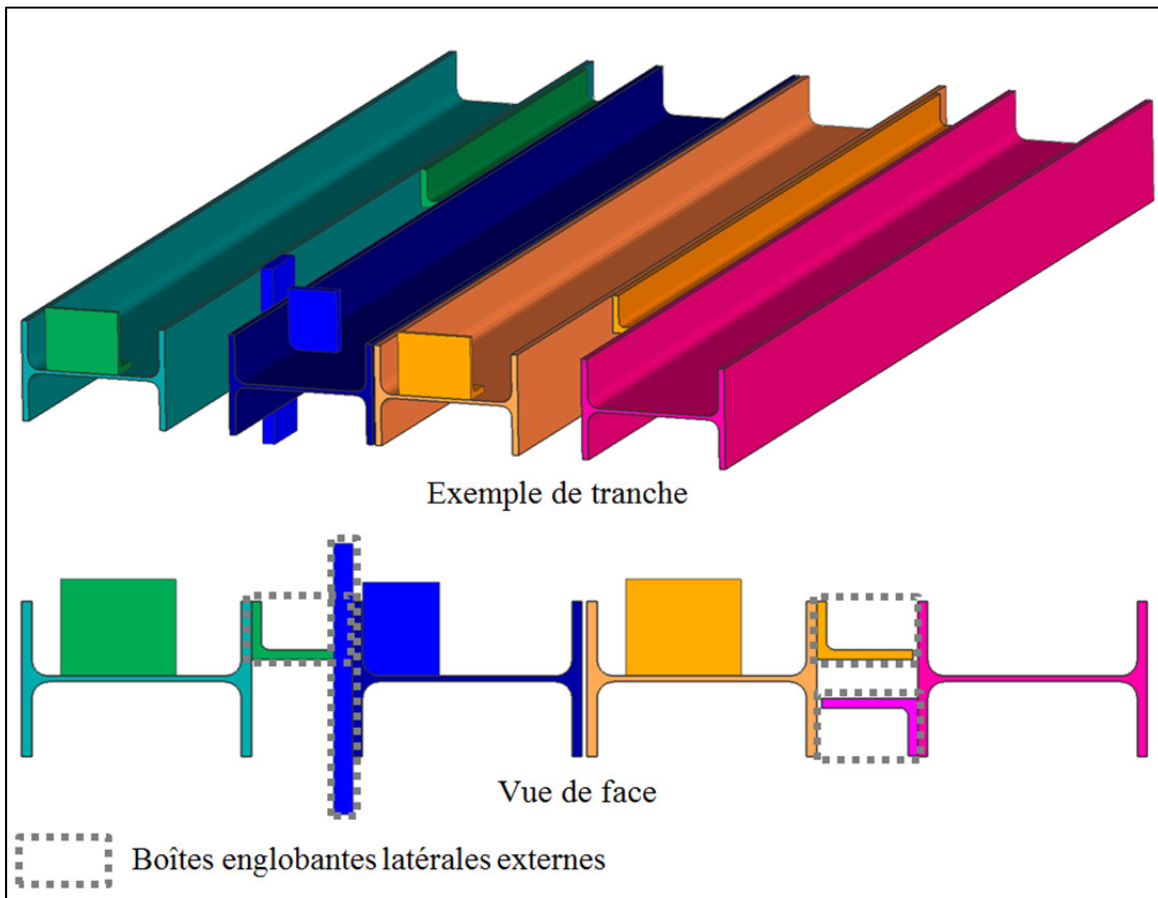 Exemple de tranche
Vue de face
Boîtes englobantes latérales externes